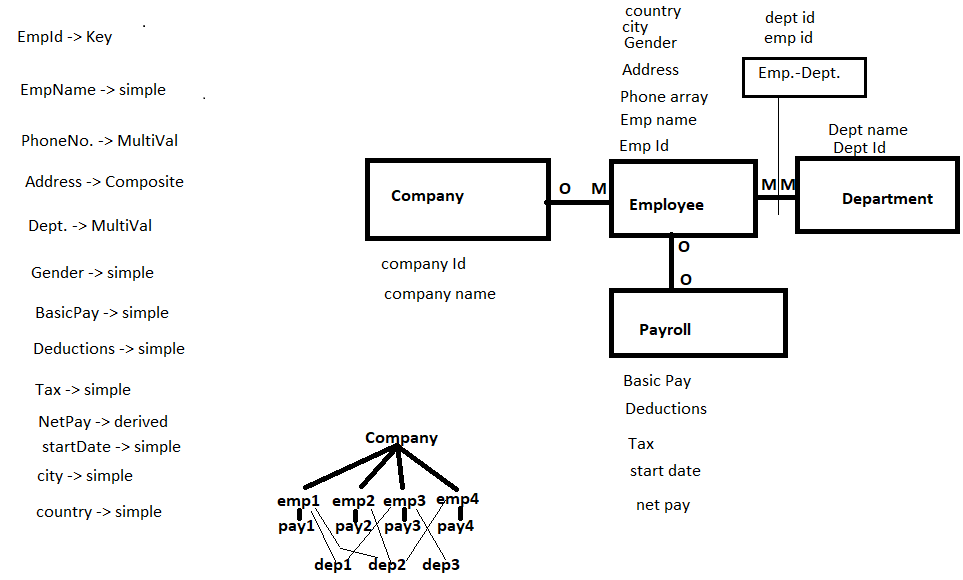 EmpId -> Key
EmpName -> simple
PhoneNo. -> MultiVal
Address -> Composite
Dept. -> MultiVal
Gender -> simple
BasicPay -> simple
Deductions -> simple
Tax -> simple
NetPay -> derived
startDate -> simple
city -> simple
country -> simple
country
city
Gender
Address
Phone array
Emp name
Emp Id
dept id
emp id
Emp.-Dept.
Dept name
Dept Id
Company
O M
Employee
M M
Department
company Id
company name
O
O
Payroll
Basic Pay
Deductions
Tax
start date
net pay
Company
emp1 emp2 emp3 emp4
pay1 pay2 pay3 pay4
dep1 dep2 dep3